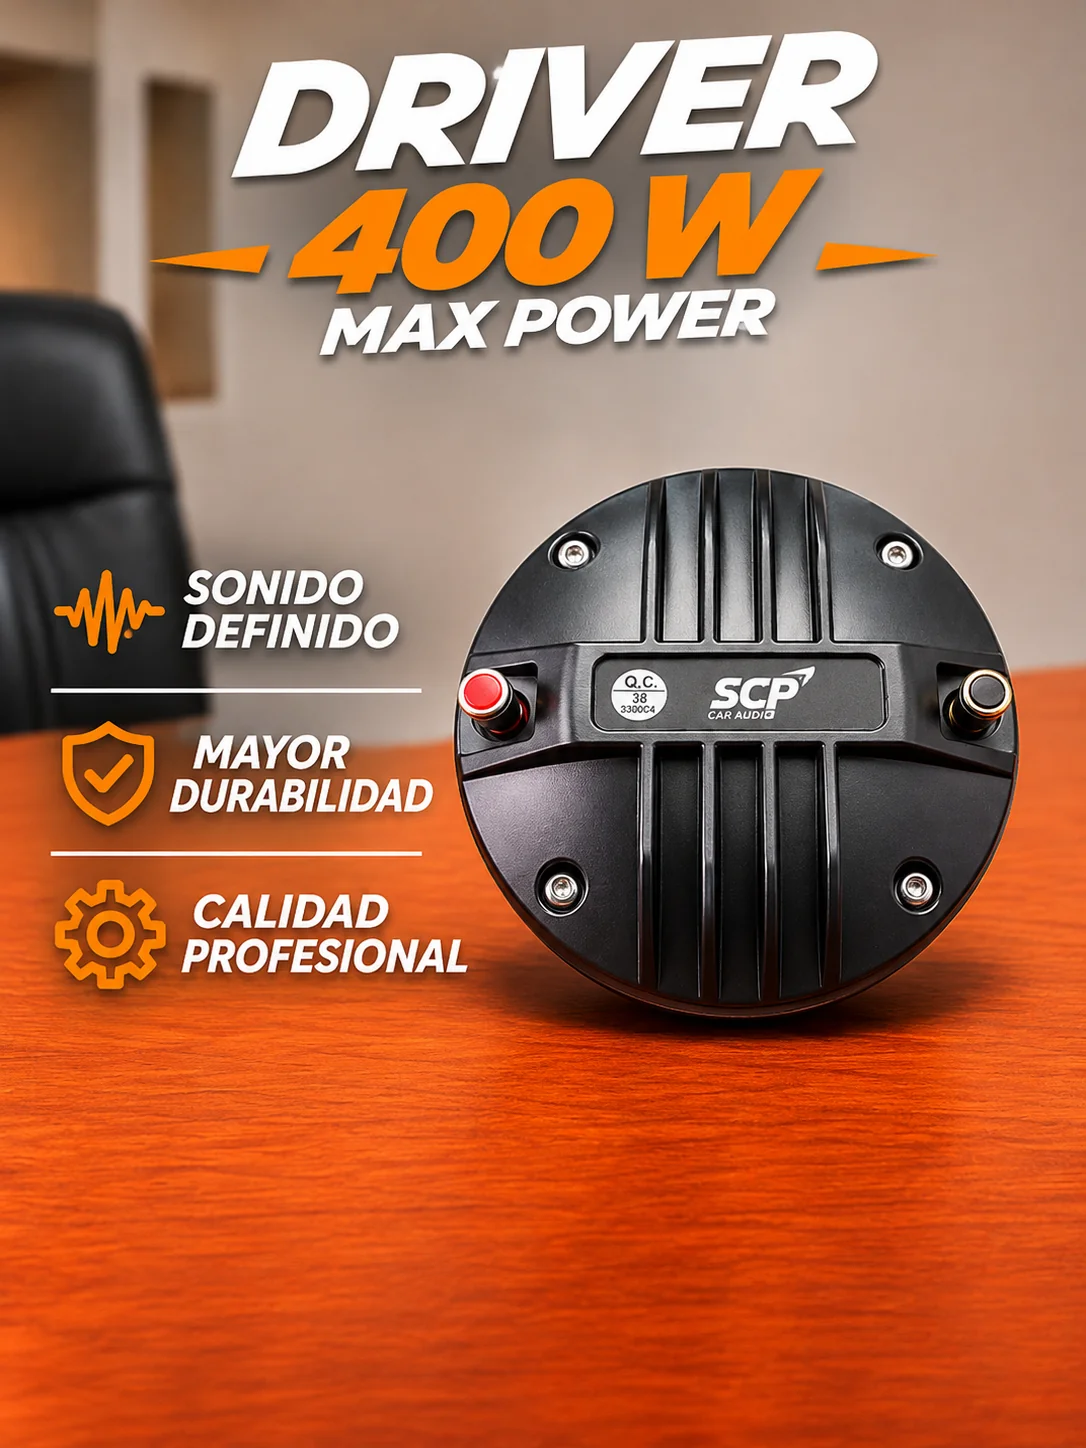 DRIVER
400 W
MAX POWER
SONIDO
DEFINIDO
MAYOR
DURABILIDAD
CALIDAD
PROFESIONAL
Q.C.
38
3300C4
SCP
CAR AUDIO